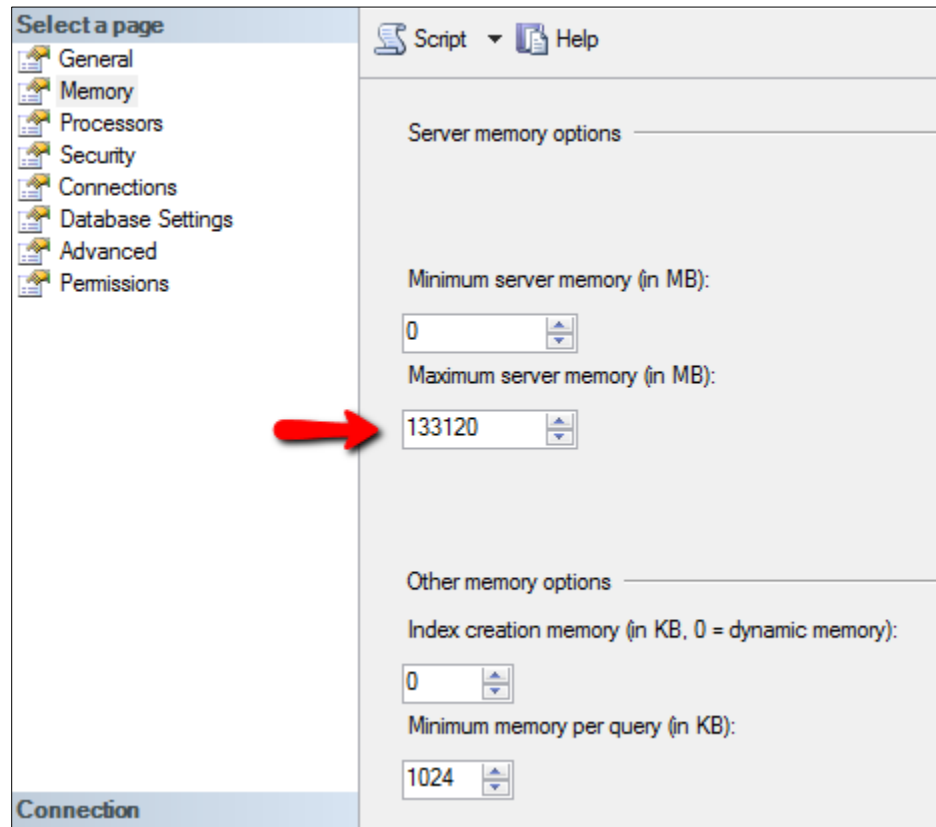 Select a page
General
Memory
Processors
Security
Connections
Database Settings
Advanced
Permissions
Connection
Script Help
Server memory options
Minimum server memory (in MB):
0
Maximum server memory (in MB):
133120
Other memory options
Index creation memory (in KB, 0 = dynamic memory):
0
Minimum memory per query (in KB):
1024